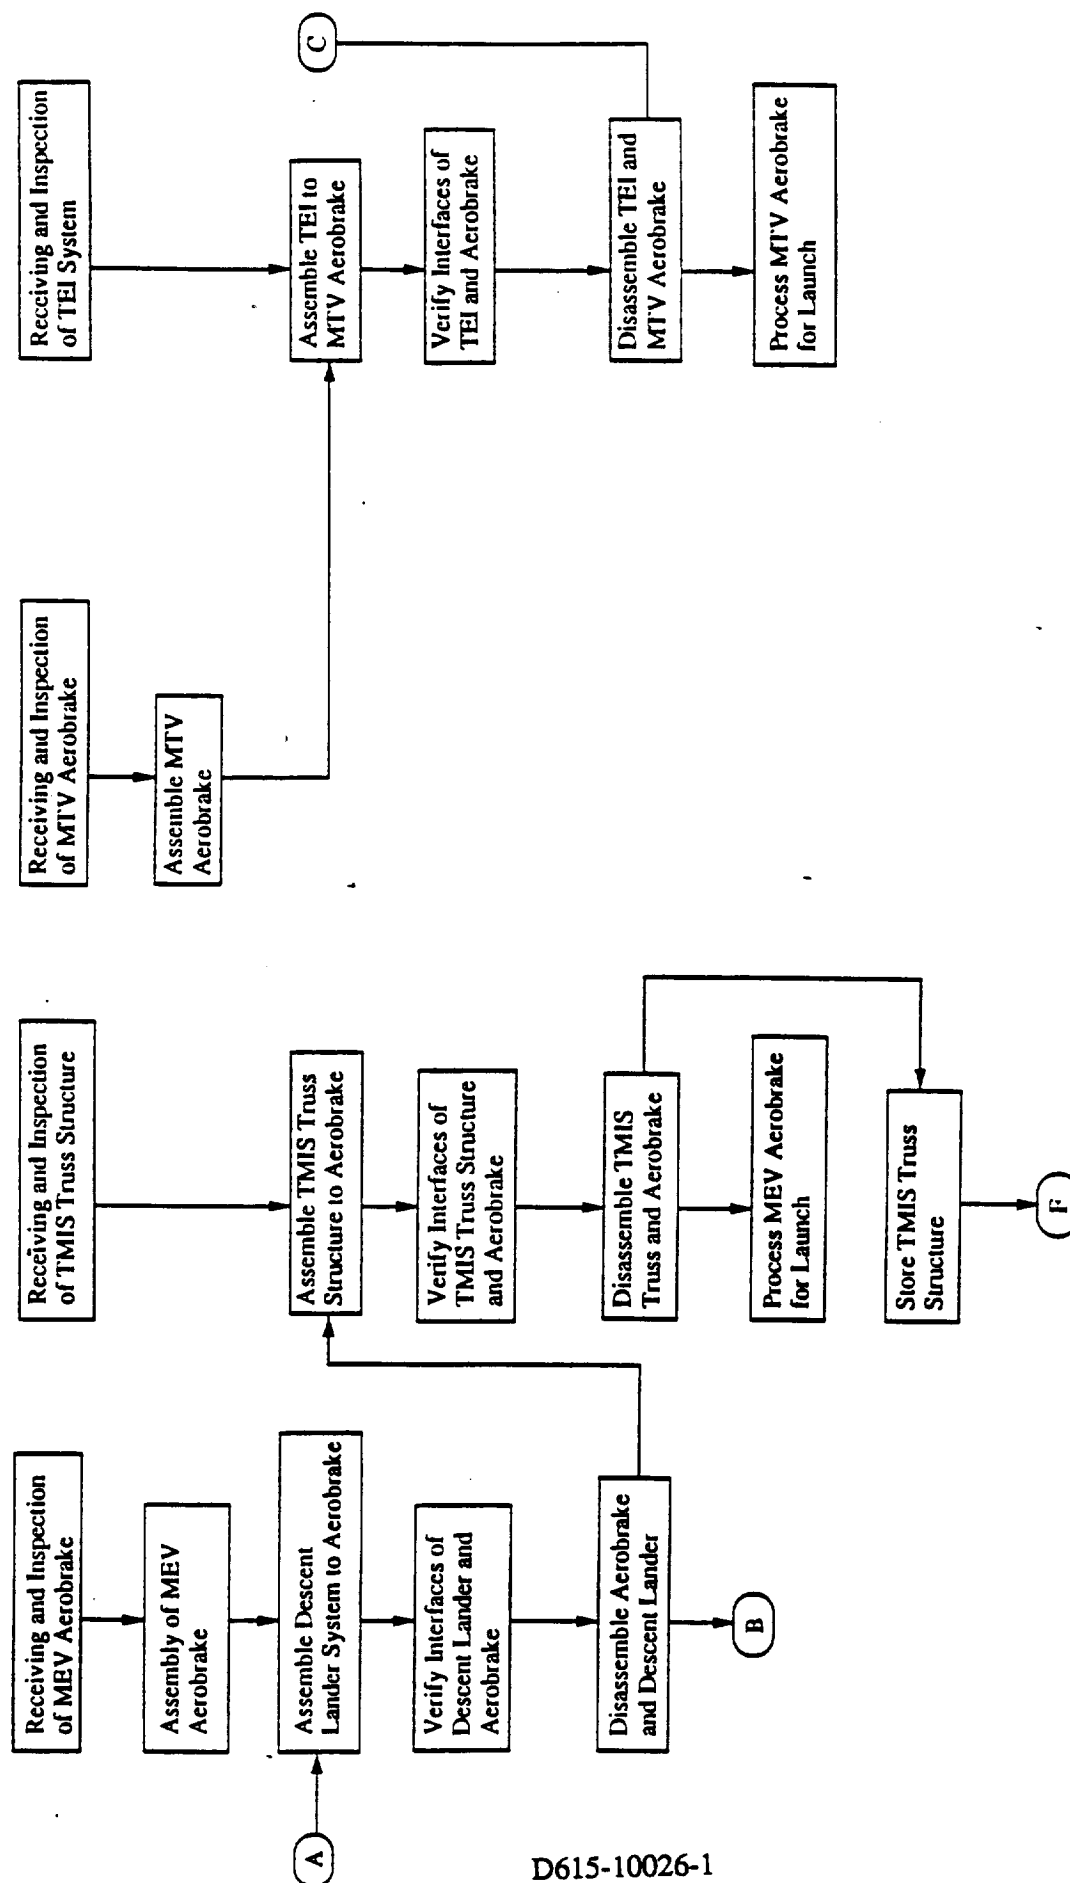 Receiving and Inspection
of MEV Aerobrake
Assembly of MEV
Aerobrake
A
Assemble Descent
Lander System to Aerobrake
Verify Interfaces of
Descent Lander and
Aerobrake
Disassemble Aerobrake
and Descent Lander
B
Receiving and Inspection
of TMIS Truss Structure
Assemble TMIS Truss
Structure to Aerobrake
Verify Interfaces of
TMIS Truss Structure
and Aerobrake
Disassemble TMIS
Truss and Aerobrake
Process MEV Aerobrake
for Launch
Store TMIS Truss
Structure
F
Receiving and Inspection
of MTV Aerobrake
Assemble MTV
Aerobrake
Receiving and Inspection
of TEI System
Assemble TEI to
MTV Aerobrake
C
Verify Interfaces of
TEI and Aerobrake
Disassemble TEI and
MTV Aerobrake
Process MTV Aerobrake
for Launch
D615-10026-1